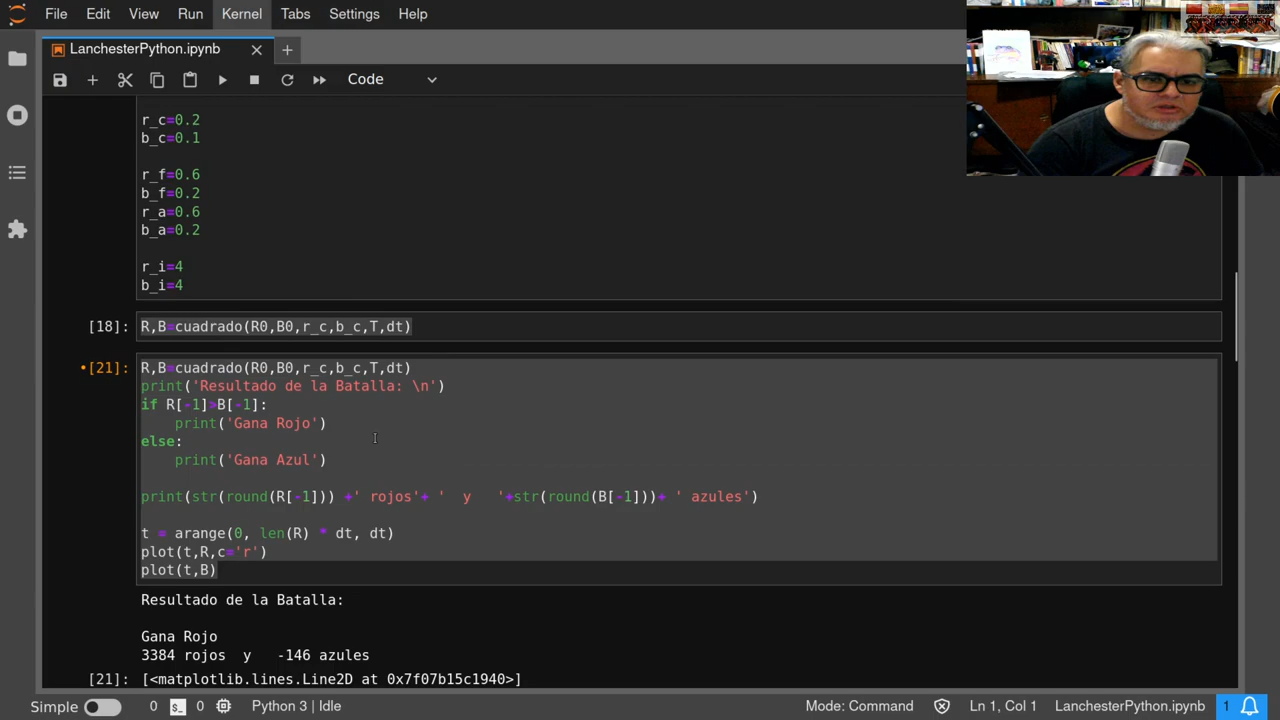 File Edit View Run Kernel Tabs Settings Help
LanchesterPython.ipynb
Code
r_c=0.2
b_c=0.1
r_f=0.6
b_f=0.2
r_a=0.6
b_a=0.2
r_i=4
b_i=4
[18]: R,B=cuadrado(R0,B0,r_c,b_c,T,dt)
•[21]: R,B=cuadrado(R0,B0,r_c,b_c,T,dt)
print('Resultado de la Batalla: \n')
if R[-1]>B[-1]:
print('Gana Rojo')
else:
print('Gana Azul')
print(str(round(R[-1])) +' rojos'+ '  y   '+str(round(B[-1]))+ ' azules')
t = arange(0, len(R) * dt, dt)
plot(t,R,c='r')
plot(t,B)
Resultado de la Batalla:
Gana Rojo
3384 rojos  y   -146 azules
[21]: [<matplotlib.lines.Line2D at 0x7f07b15c1940>]
Simple 0 $_ 0 Python 3 | Idle Mode: Command Ln 1, Col 1 LanchesterPython.ipynb 1